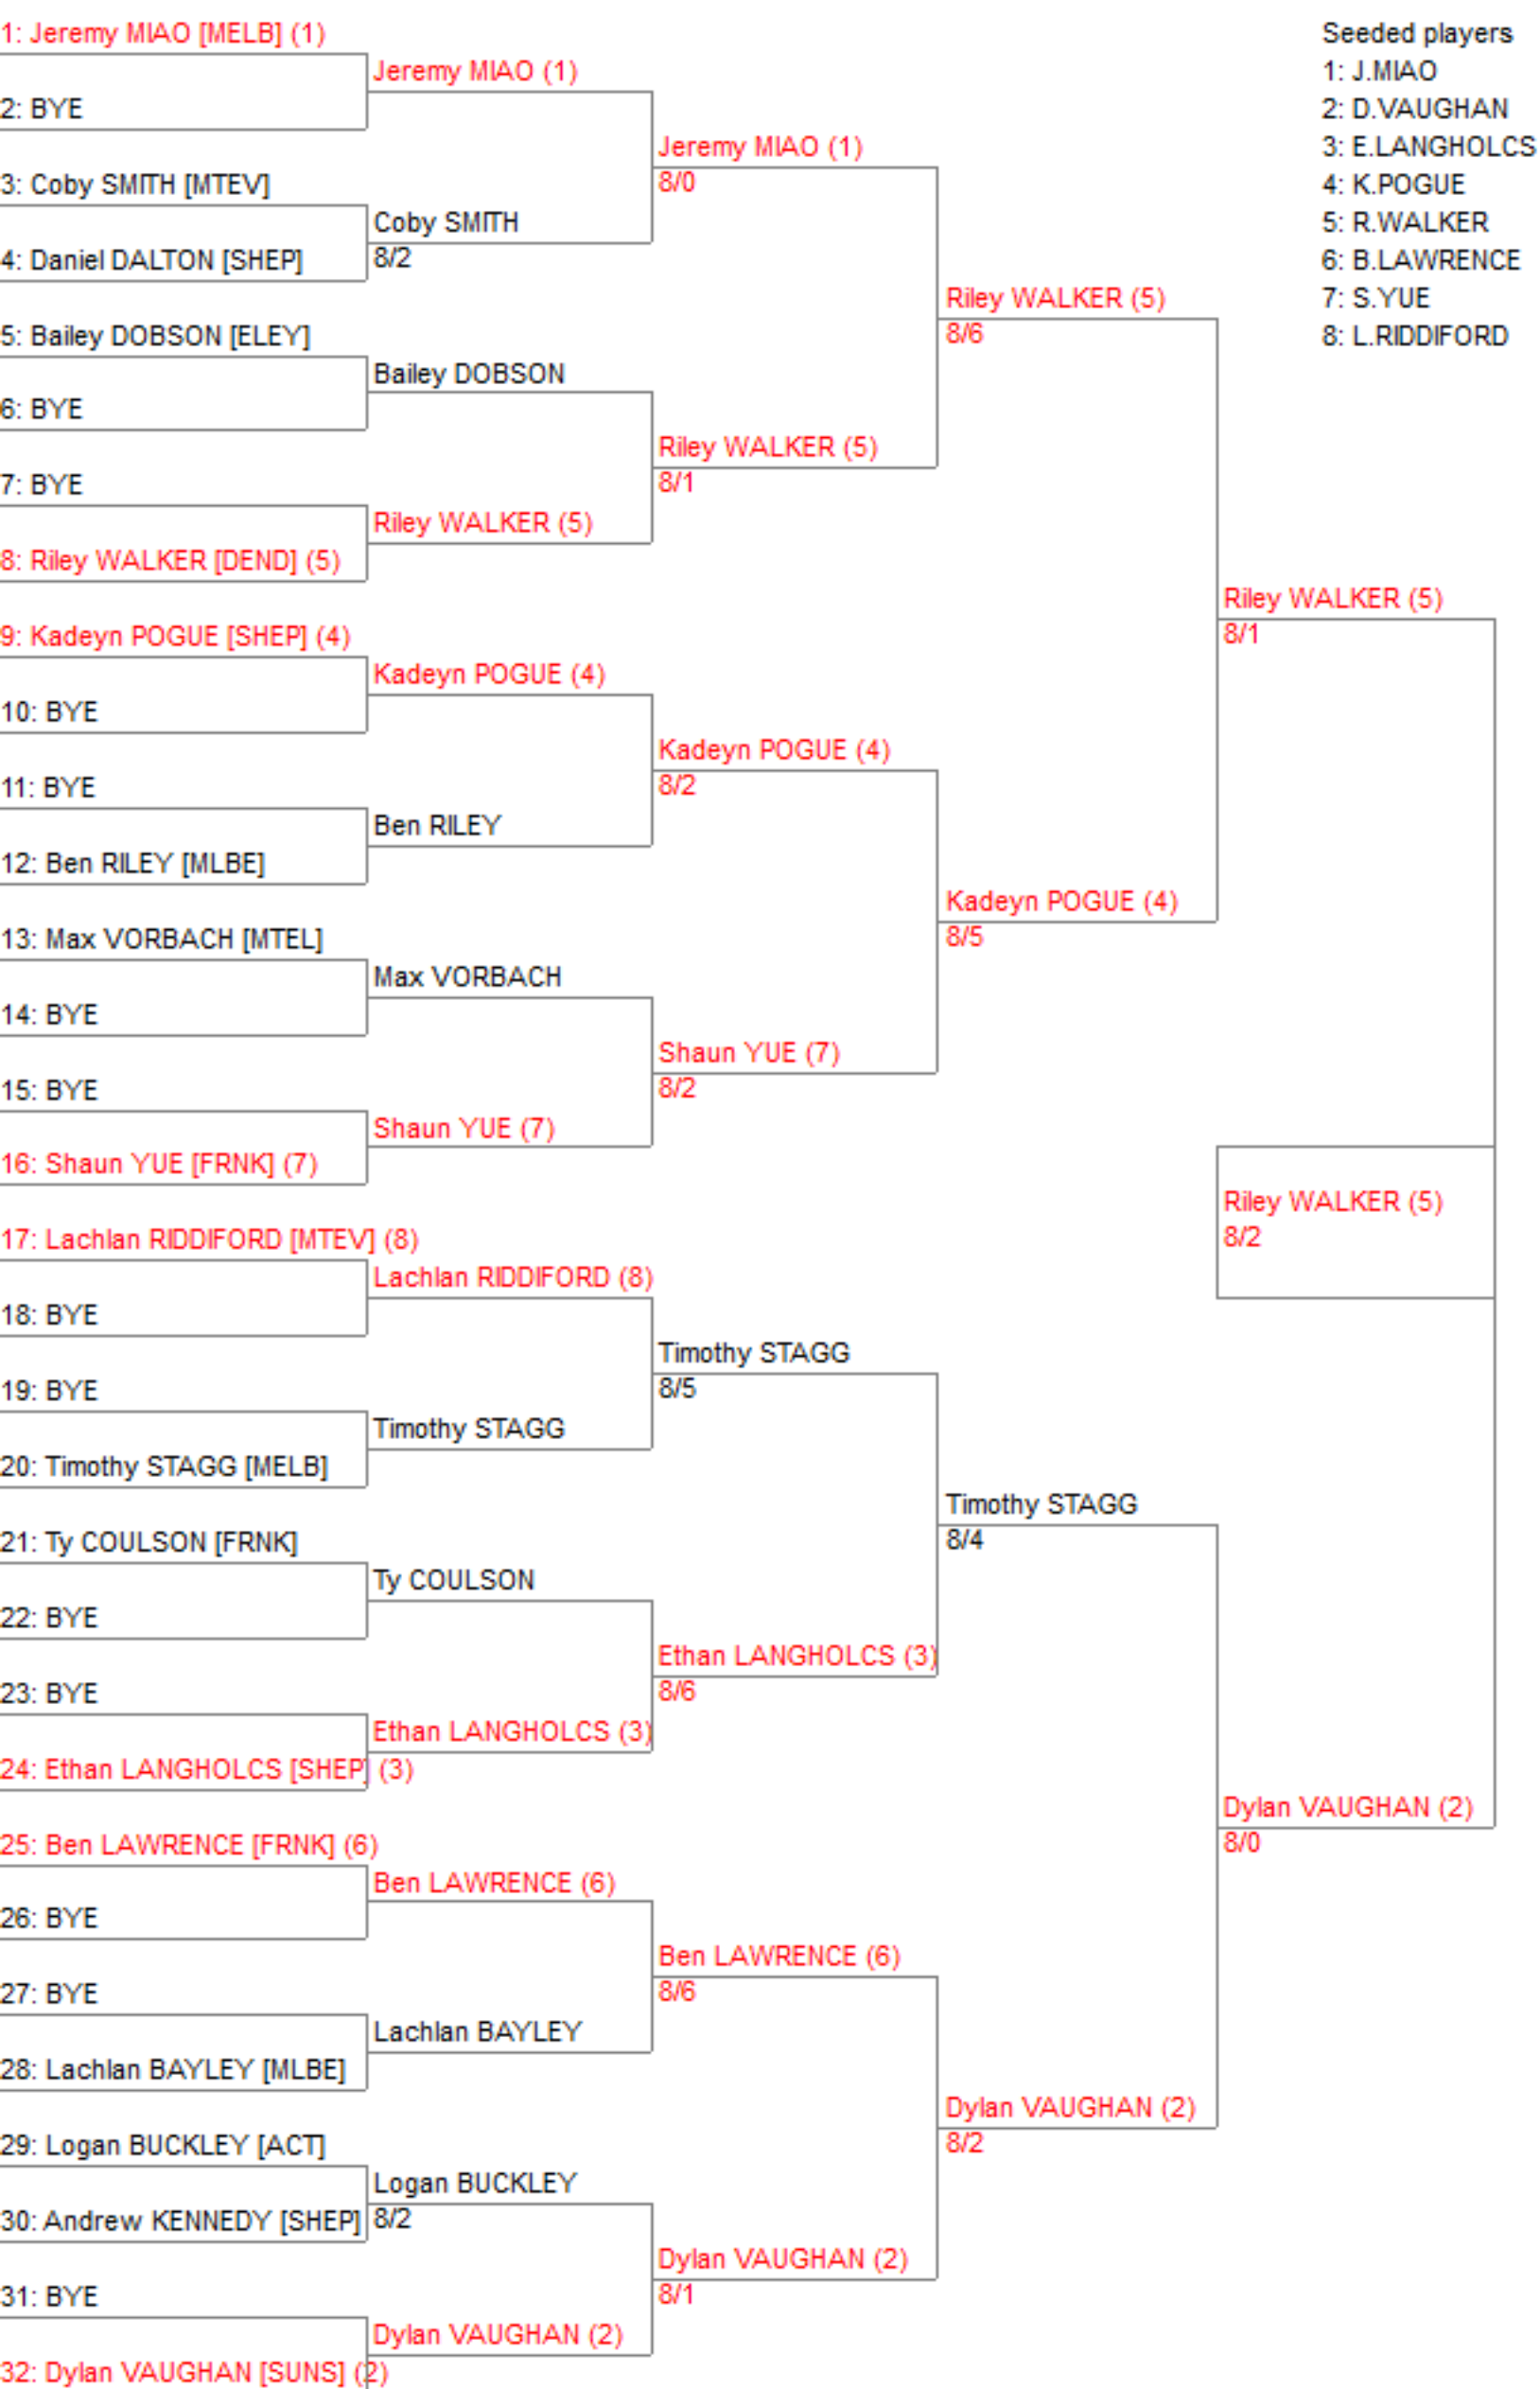 1: Jeremy MIAO [MELB] (1)
2: BYE
3: Coby SMITH [MTEV]
4: Daniel DALTON [SHEP]
5: Bailey DOBSON [ELEY]
6: BYE
7: BYE
8: Riley WALKER [DEND] (5)
9: Kadeyn POGUE [SHEP] (4)
10: BYE
11: BYE
12: Ben RILEY [MLBE]
13: Max VORBACH [MTEL]
14: BYE
15: BYE
16: Shaun YUE [FRNK] (7)
17: Lachlan RIDDIFORD [MTEV] (8)
18: BYE
19: BYE
20: Timothy STAGG [MELB]
21: Ty COULSON [FRNK]
22: BYE
23: BYE
24: Ethan LANGHOLCS [SHEP] (3)
25: Ben LAWRENCE [FRNK] (6)
26: BYE
27: BYE
28: Lachlan BAYLEY [MLBE]
29: Logan BUCKLEY [ACT]
30: Andrew KENNEDY [SHEP]
31: BYE
32: Dylan VAUGHAN [SUNS] (2)
Jeremy MIAO (1)
Coby SMITH
8/2
Bailey DOBSON
Riley WALKER (5)
Kadeyn POGUE (4)
Ben RILEY
Max VORBACH
Shaun YUE (7)
Lachlan RIDDIFORD (8)
Timothy STAGG
Ty COULSON
Ethan LANGHOLCS (3)
Ben LAWRENCE (6)
Lachlan BAYLEY
Logan BUCKLEY
8/2
Dylan VAUGHAN (2)
Jeremy MIAO (1)
8/0
Riley WALKER (5)
8/1
Kadeyn POGUE (4)
8/2
Shaun YUE (7)
8/2
Timothy STAGG
8/5
Ethan LANGHOLCS (3)
8/6
Ben LAWRENCE (6)
8/6
Dylan VAUGHAN (2)
8/1
Riley WALKER (5)
8/6
Kadeyn POGUE (4)
8/5
Timothy STAGG
8/4
Dylan VAUGHAN (2)
8/2
Riley WALKER (5)
8/1
Riley WALKER (5)
8/2
Dylan VAUGHAN (2)
8/0
Seeded players
1: J.MIAO
2: D.VAUGHAN
3: E.LANGHOLCS
4: K.POGUE
5: R.WALKER
6: B.LAWRENCE
7: S.YUE
8: L.RIDDIFORD